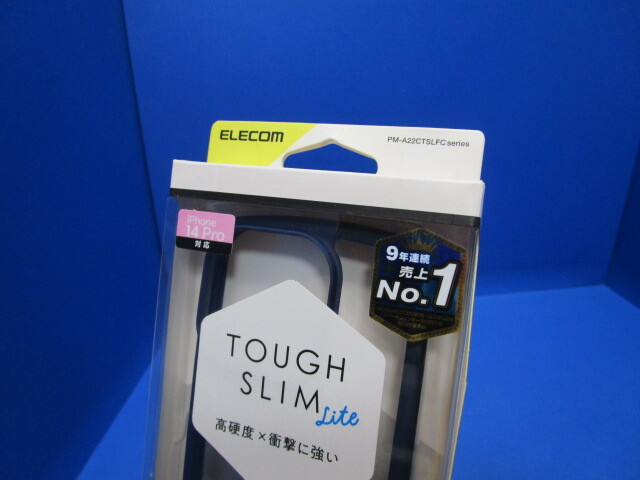 ELECOM
PM-A22CTSLFC series
iPhone
14 Pro
対応
9年連続
売上
No.1
TOUGH
SLIM
Lite
高硬度×衝撃に強い